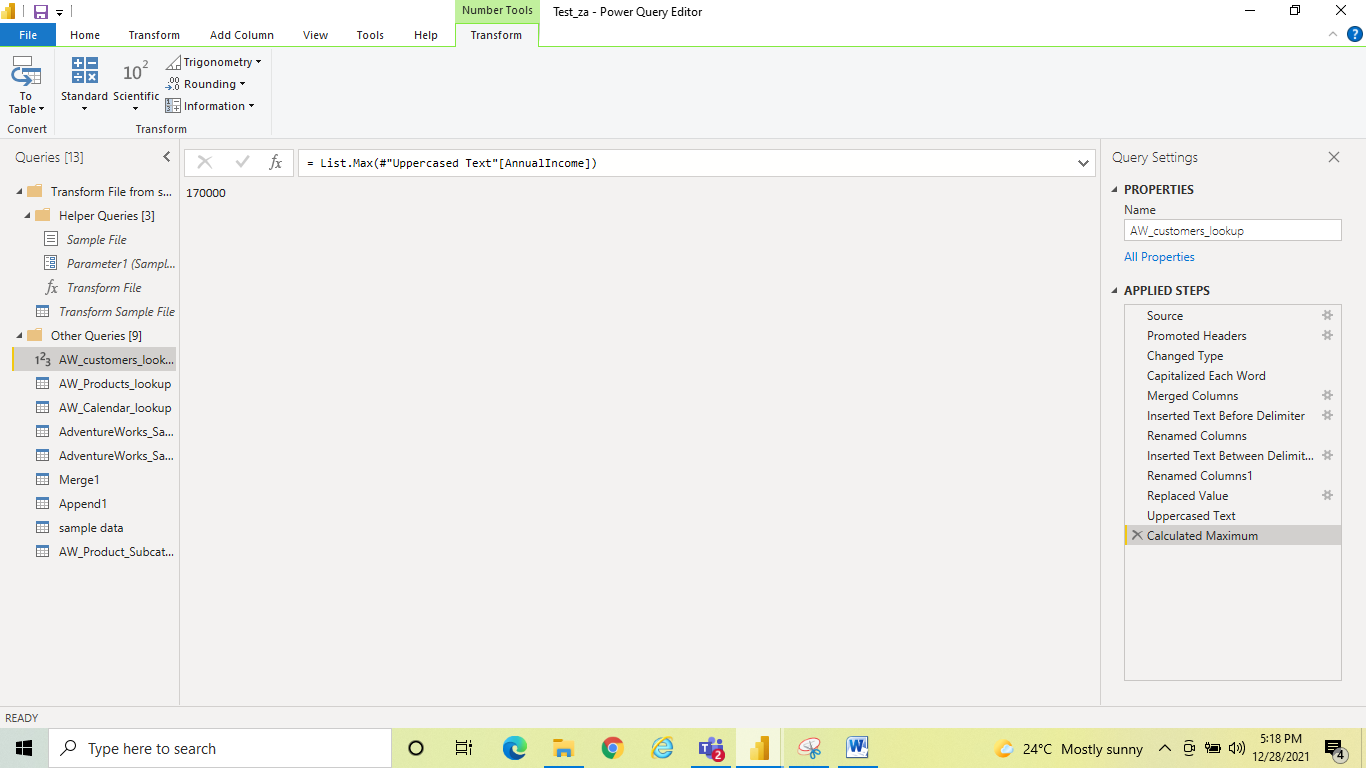 Number Tools
Test_za - Power Query Editor
File Home Transform Add Column View Tools Help Transform
To Table
Standard
Scientific
10²
Trigonometry
Rounding
Information
Convert
Transform
Queries [13]
Transform File from s...
Helper Queries [3]
Sample File
Parameter1 (Sampl...
Transform File
Transform Sample File
Other Queries [9]
AW_customers_look...
AW_Products_lookup
AW_Calendar_lookup
AdventureWorks_Sa...
AdventureWorks_Sa...
Merge1
Append1
sample data
AW_Product_Subcat...
fx
= List.Max(#"Uppercased Text"[AnnualIncome])
170000
Query Settings
PROPERTIES
Name
AW_customers_lookup
All Properties
APPLIED STEPS
Source
Promoted Headers
Changed Type
Capitalized Each Word
Merged Columns
Inserted Text Before Delimiter
Renamed Columns
Inserted Text Between Delimit...
Renamed Columns1
Replaced Value
Uppercased Text
Calculated Maximum
READY
Type here to search
2
24°C Mostly sunny
5:18 PM
12/28/2021
4